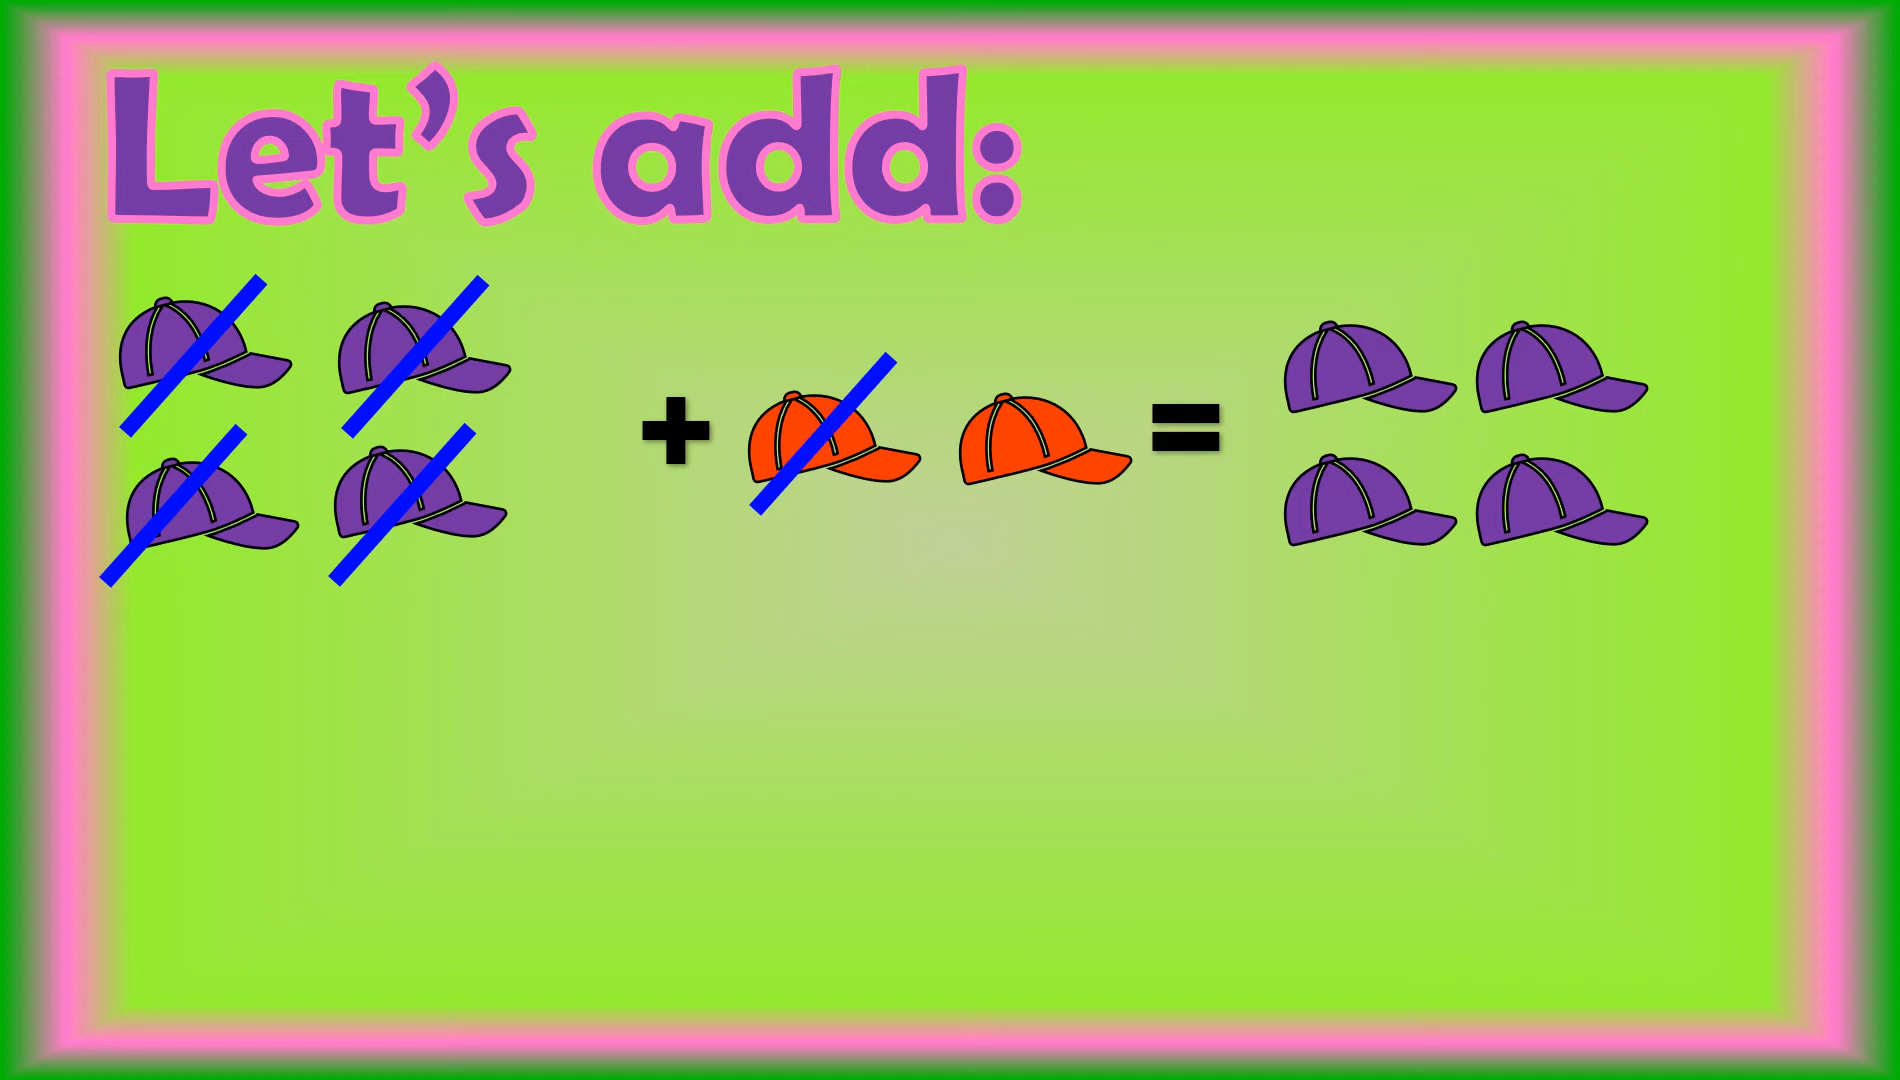 Let’s add:
+ =